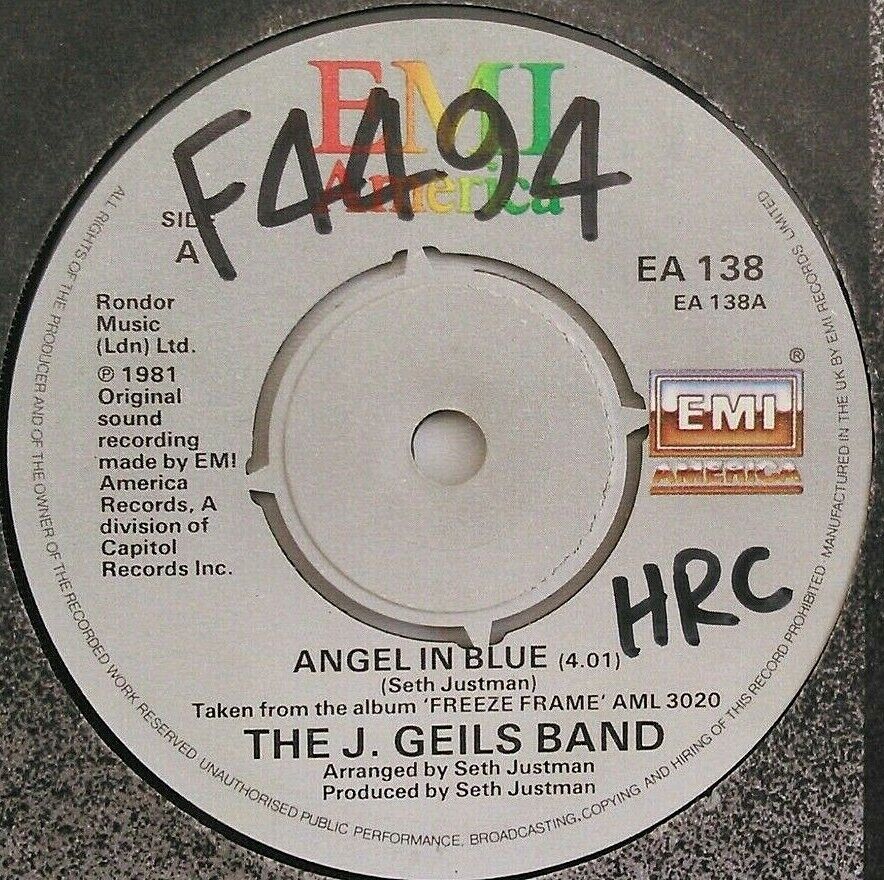 EMI
America
F4494
SIDE
A
EA 138
EA 138A
Rondor
Music
(Ldn) Ltd.
℗ 1981
Original
sound
recording
made by EMI
America
Records, A
division of
Capitol
Records Inc.
®
EMI
AMERICA
HRC
ANGEL IN BLUE (4.01)
(Seth Justman)
Taken from the album 'FREEZE FRAME' AML 3020
THE J. GEILS BAND
Arranged by Seth Justman
Produced by Seth Justman
ALL RIGHTS OF THE PRODUCER AND OF THE OWNER OF THE RECORDED WORK RESERVED. UNAUTHORISED PUBLIC PERFORMANCE, BROADCASTING, COPYING AND HIRING OF THIS RECORD PROHIBITED. MANUFACTURED IN THE UK BY EMI RECORDS LIMITED